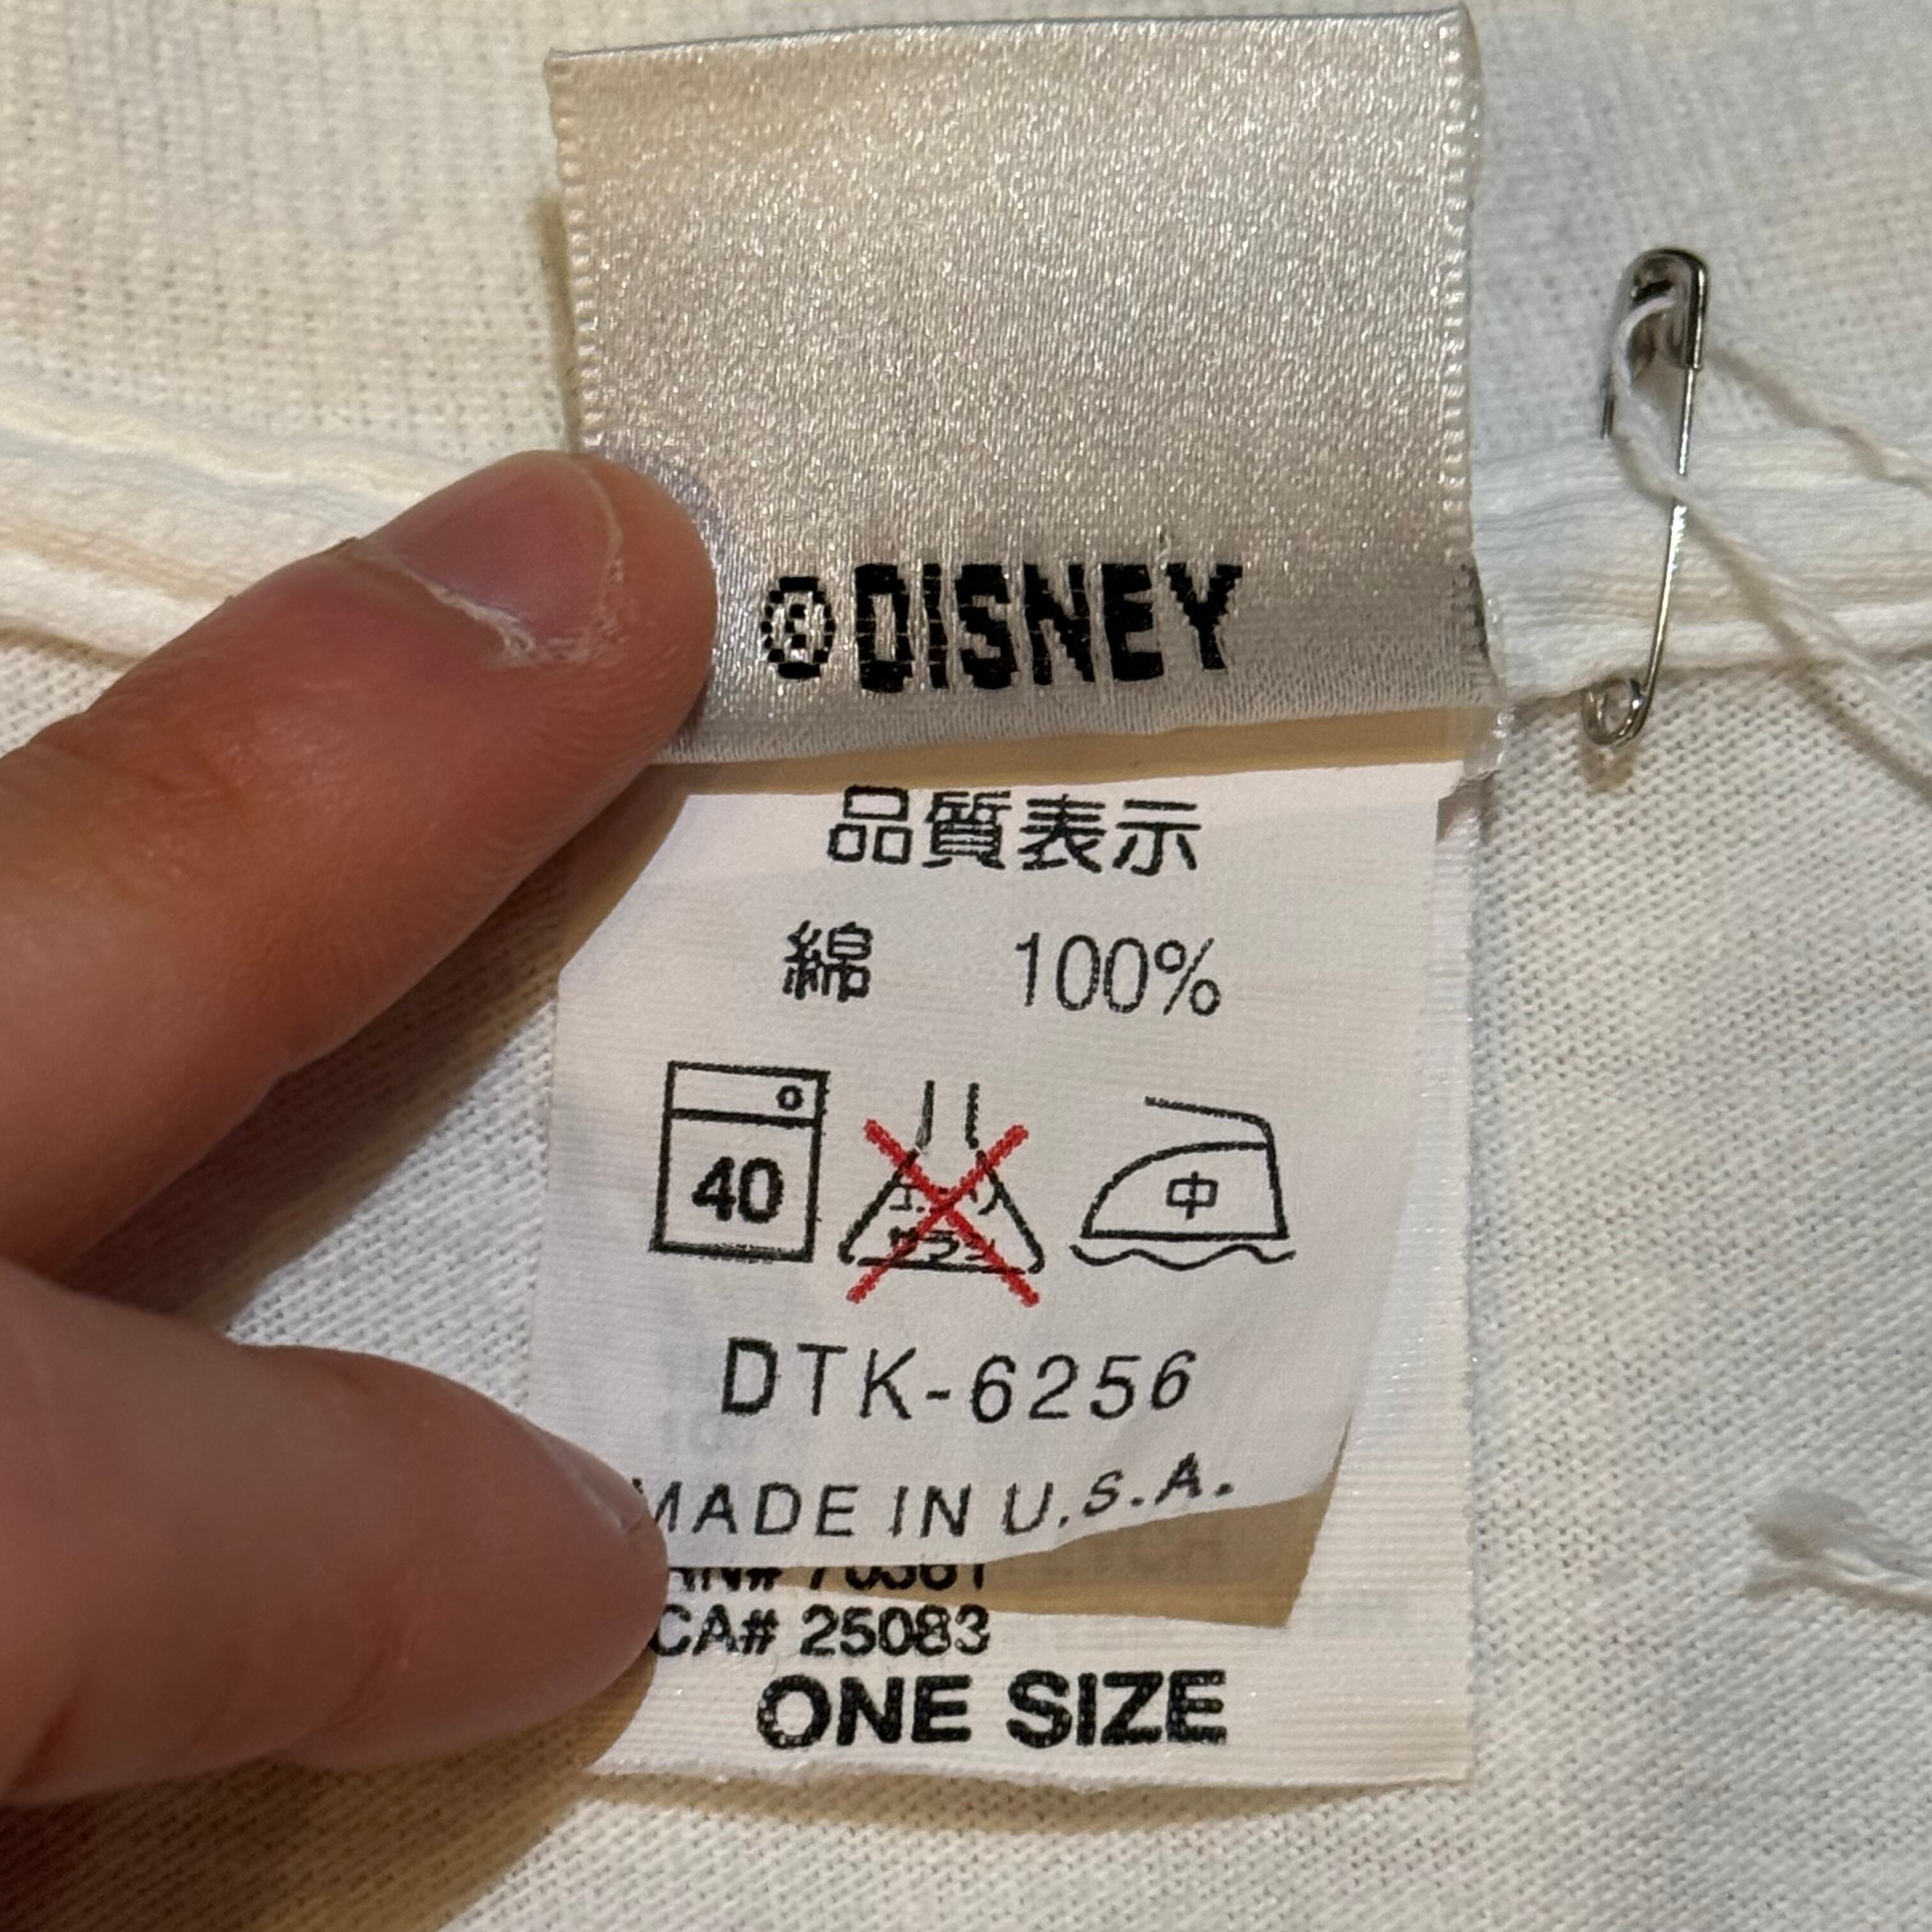 ©DISNEY
品質表示
綿 100%
40
中
DTK-6256
MADE IN U.S.A.
CA# 25083
ONE SIZE